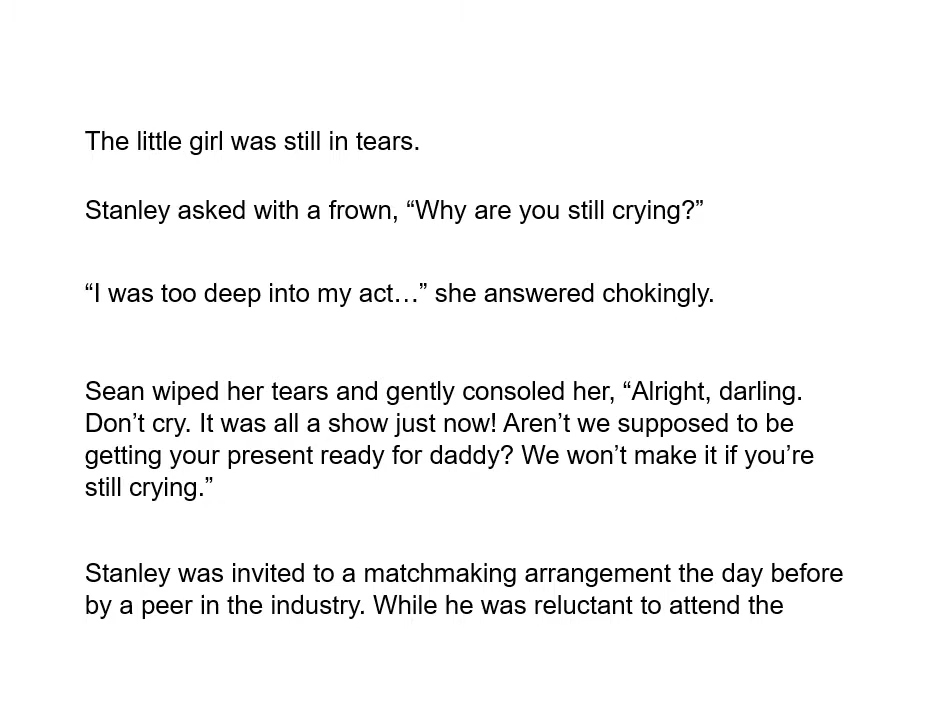 The little girl was still in tears.
Stanley asked with a frown, “Why are you still crying?”
“I was too deep into my act…” she answered chokingly.
Sean wiped her tears and gently consoled her, “Alright, darling.
Don’t cry. It was all a show just now! Aren’t we supposed to be
getting your present ready for daddy? We won’t make it if you’re
still crying.”
Stanley was invited to a matchmaking arrangement the day before
by a peer in the industry. While he was reluctant to attend the